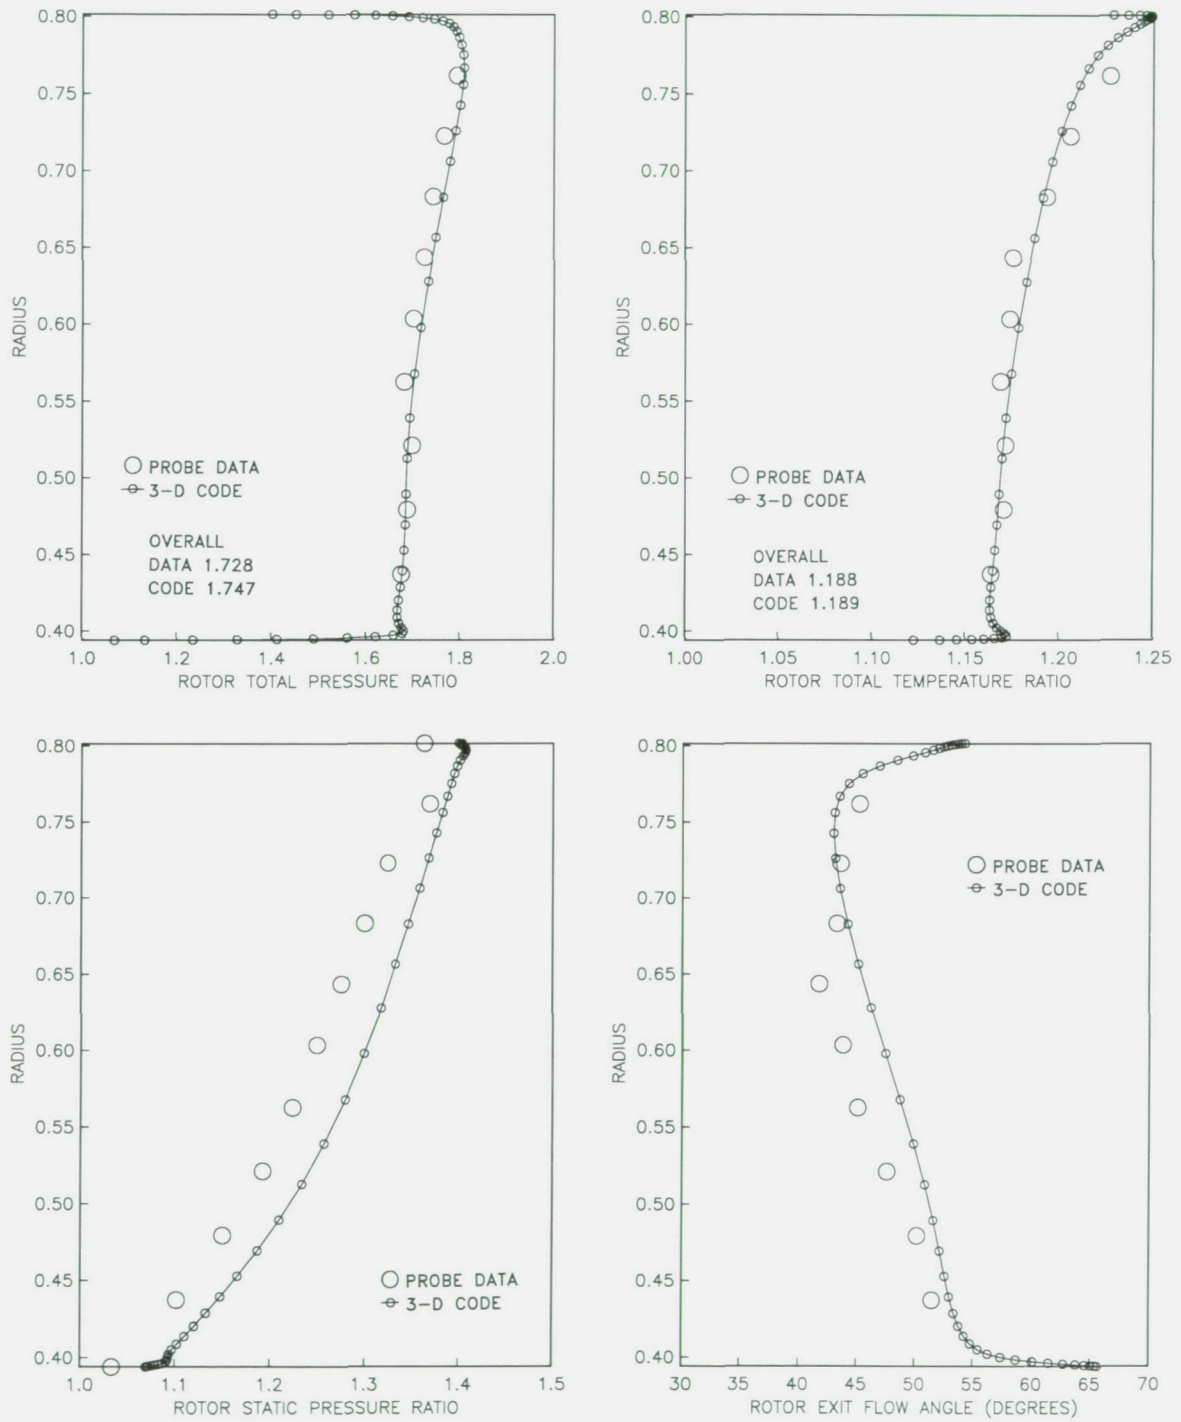 0.80
0.75
0.70
0.65
0.60
0.55
0.50
0.45
0.40
RADIUS
PROBE DATA
3-D CODE
OVERALL
DATA 1.728
CODE 1.747
1.0 1.2 1.4 1.6 1.8 2.0
ROTOR TOTAL PRESSURE RATIO
0.80
0.75
0.70
0.65
0.60
0.55
0.50
0.45
0.40
RADIUS
PROBE DATA
3-D CODE
OVERALL
DATA 1.188
CODE 1.189
1.00 1.05 1.10 1.15 1.20 1.25
ROTOR TOTAL TEMPERATURE RATIO
0.80
0.75
0.70
0.65
0.60
0.55
0.50
0.45
0.40
RADIUS
PROBE DATA
3-D CODE
1.0 1.1 1.2 1.3 1.4 1.5
ROTOR STATIC PRESSURE RATIO
0.80
0.75
0.70
0.65
0.60
0.55
0.50
0.45
0.40
RADIUS
PROBE DATA
3-D CODE
30 35 40 45 50 55 60 65 70
ROTOR EXIT FLOW ANGLE (DEGREES)